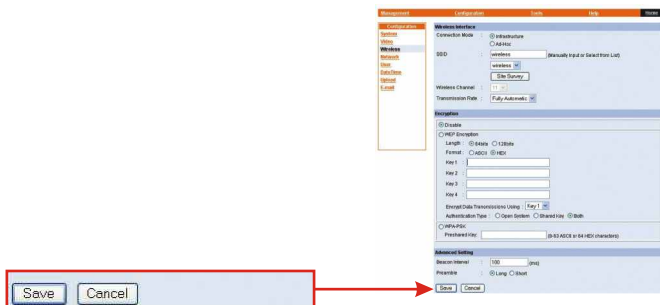 Management Configuration Tools Help Home
Configuration
System
Video
Wireless
Network
User
Date/Time
Upload
E-mail
Wireless Interface
Connection Mode : Infrastructure
Ad-Hoc
SSID : wireless (Manually Input or Select from List)
wireless
Site Survey
Wireless Channel : 11
Transmission Rate : Fully Automatic
Encryption
Disable
WEP Encryption
Length : 64bits 128bits
Format : ASCII HEX
Key 1 :
Key 2 :
Key 3 :
Key 4 :
Encrypt Data Transmissions Using : Key 1
Authentication Type : Open System Shared Key Both
WPA-PSK
Preshared Key: (8-63 ASCII or 64 HEX characters)
Advanced Setting
Beacon Interval : 100 (ms)
Preamble : Long Short
Save Cancel
Save Cancel